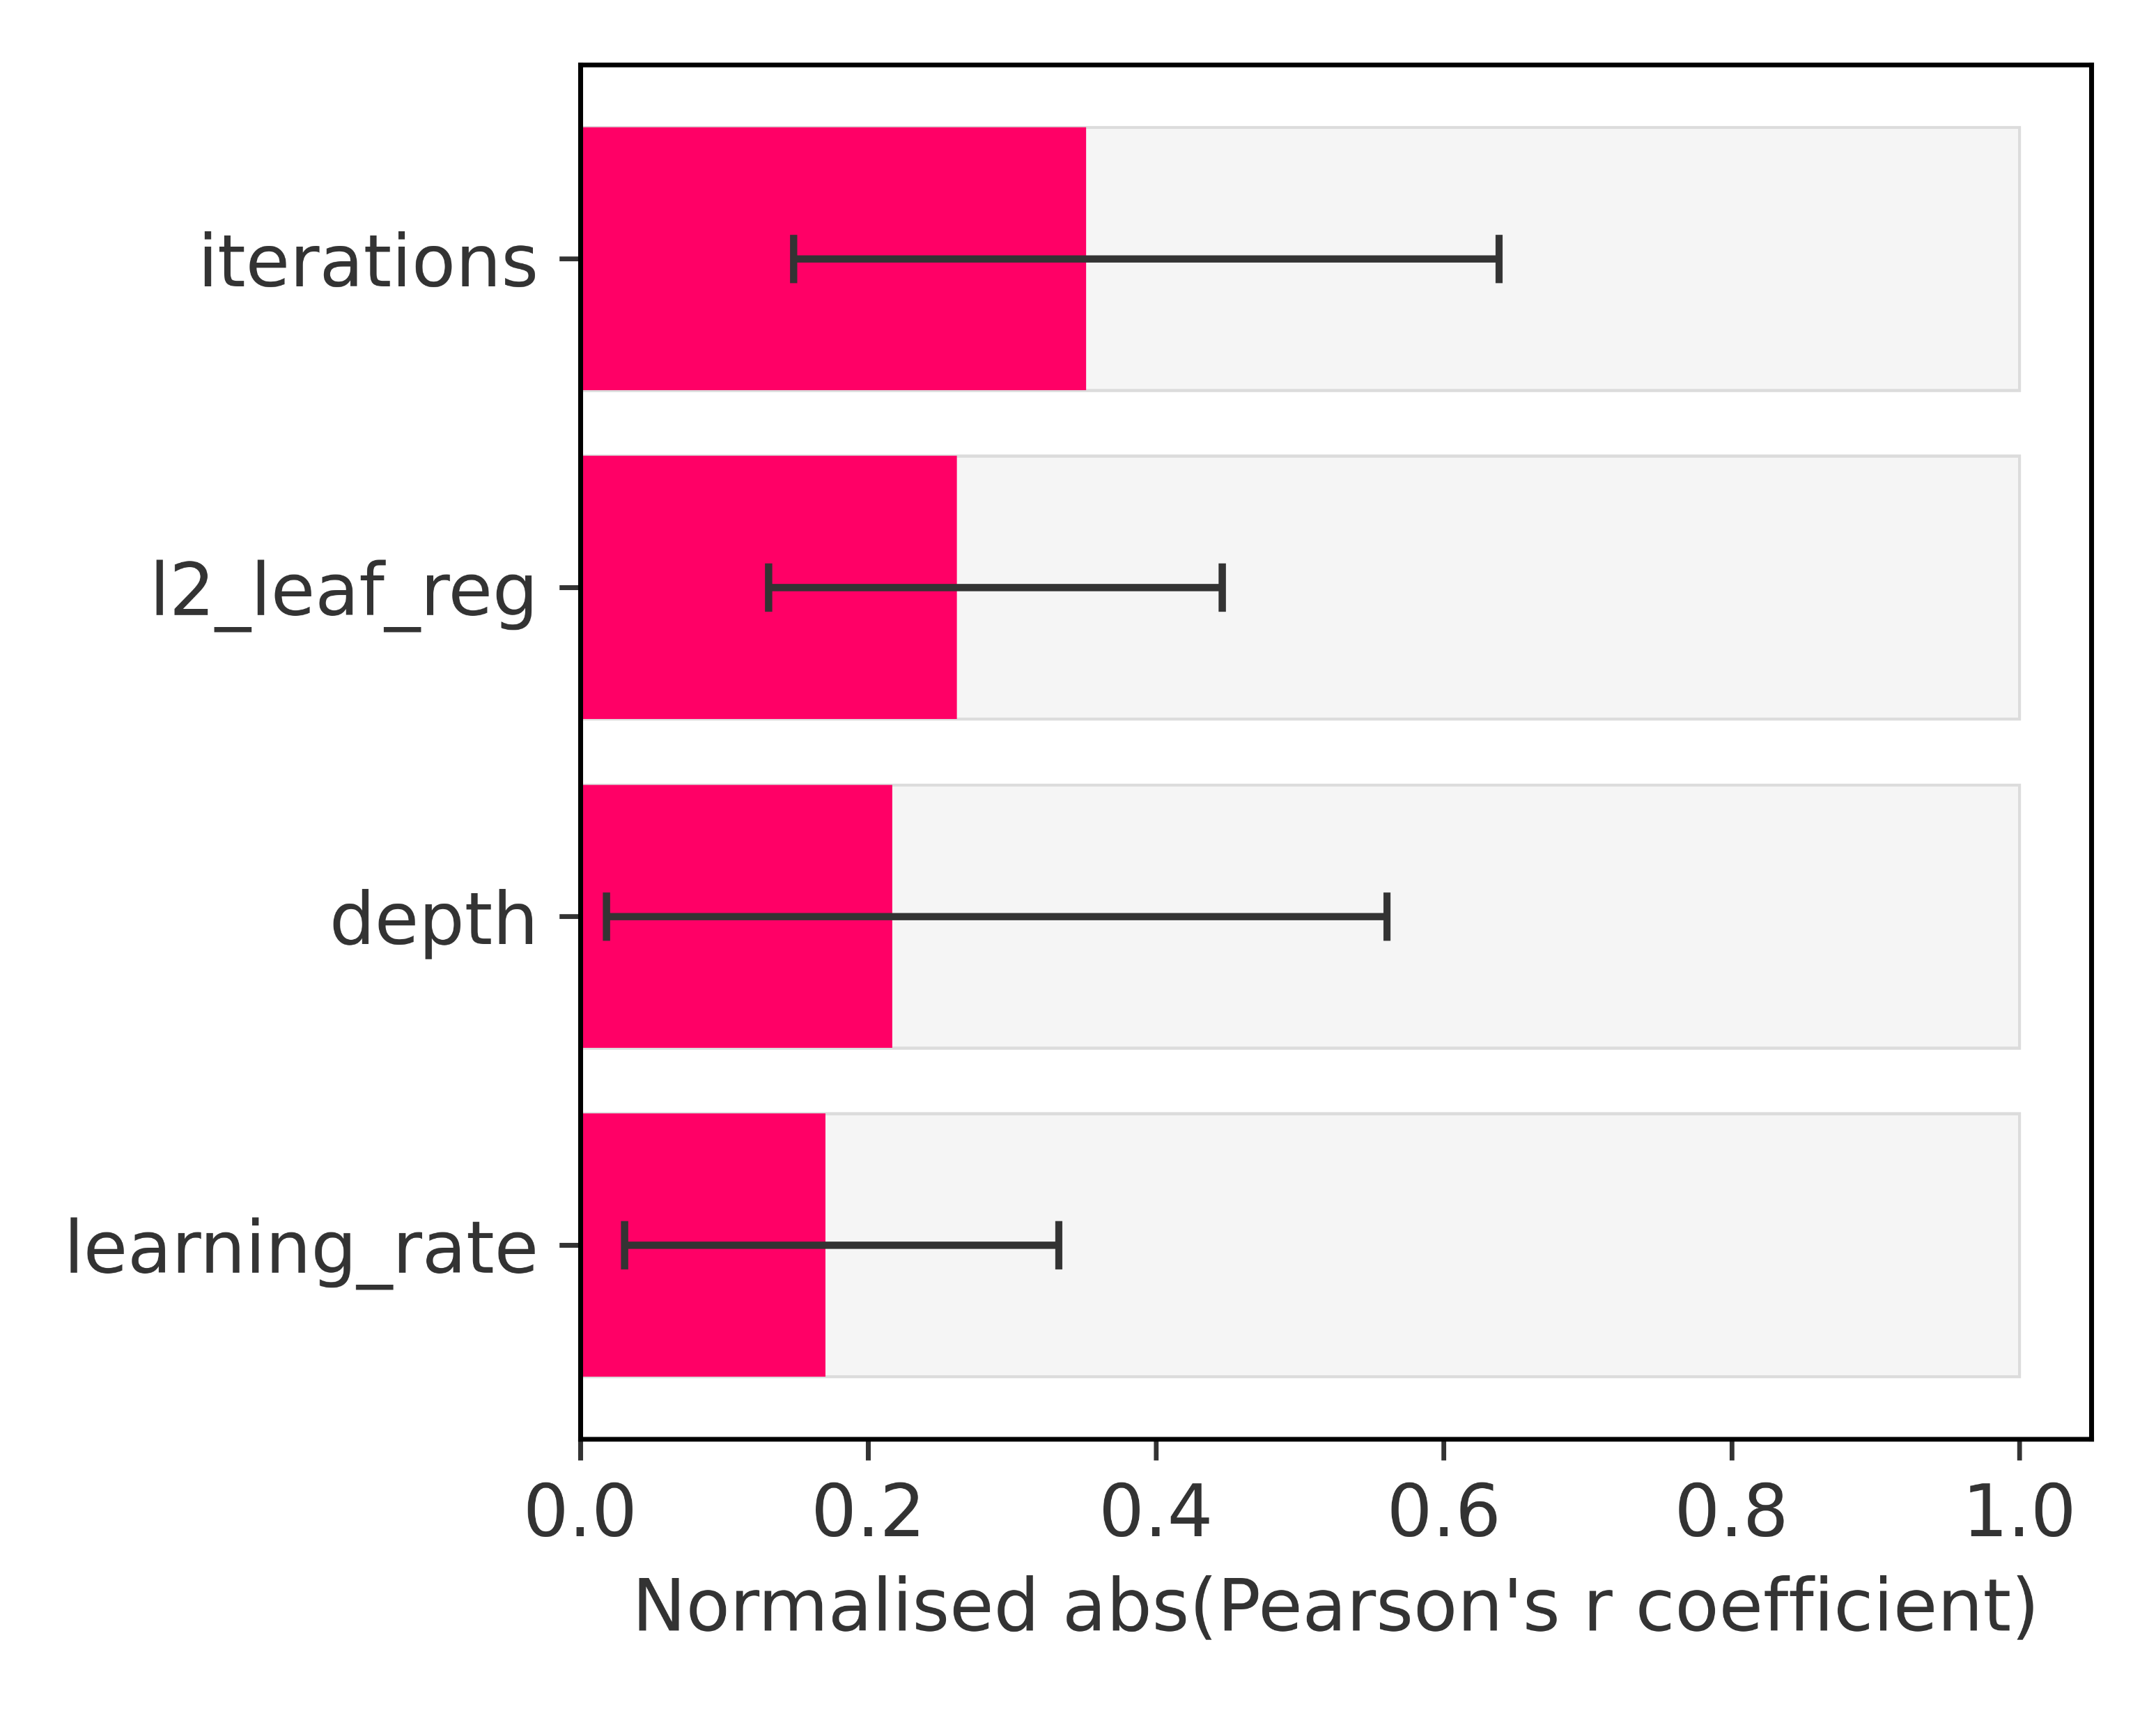 iterations
l2_leaf_reg
depth
learning_rate
0.0 0.2 0.4 0.6 0.8 1.0
Normalised abs(Pearson's r coefficient)